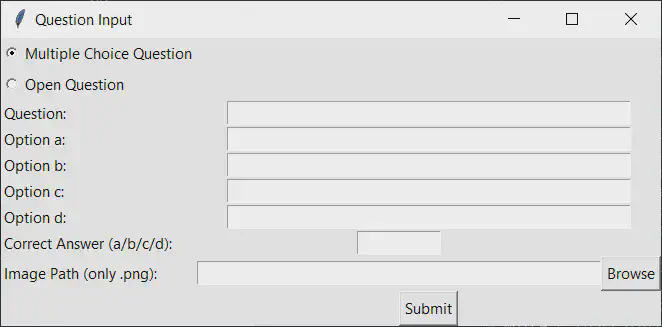 Question Input
Multiple Choice Question
Open Question
Question:
Option a:
Option b:
Option c:
Option d:
Correct Answer (a/b/c/d):
Image Path (only .png):
Browse
Submit